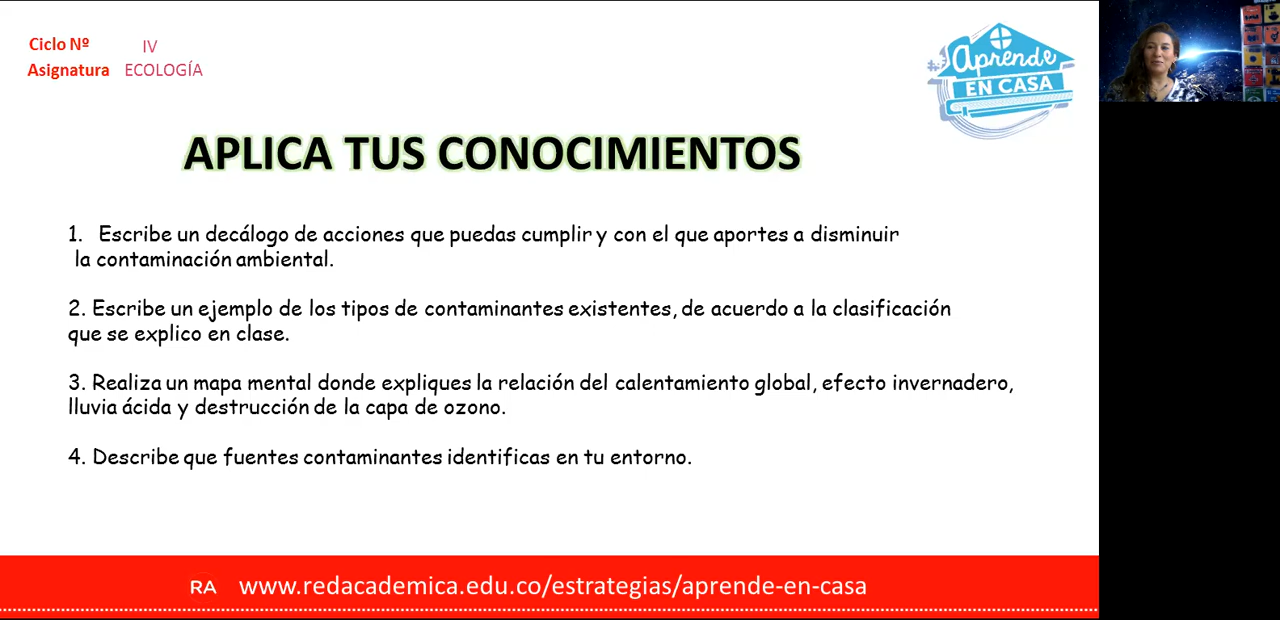 Ciclo Nº IV
Asignatura ECOLOGÍA
#Aprende
EN CASA
APLICA TUS CONOCIMIENTOS
1. Escribe un decálogo de acciones que puedas cumplir y con el que aportes a disminuir
la contaminación ambiental.
2. Escribe un ejemplo de los tipos de contaminantes existentes, de acuerdo a la clasificación
que se explico en clase.
3. Realiza un mapa mental donde expliques la relación del calentamiento global, efecto invernadero,
lluvia ácida y destrucción de la capa de ozono.
4. Describe que fuentes contaminantes identificas en tu entorno.
RA www.redacademica.edu.co/estrategias/aprende-en-casa